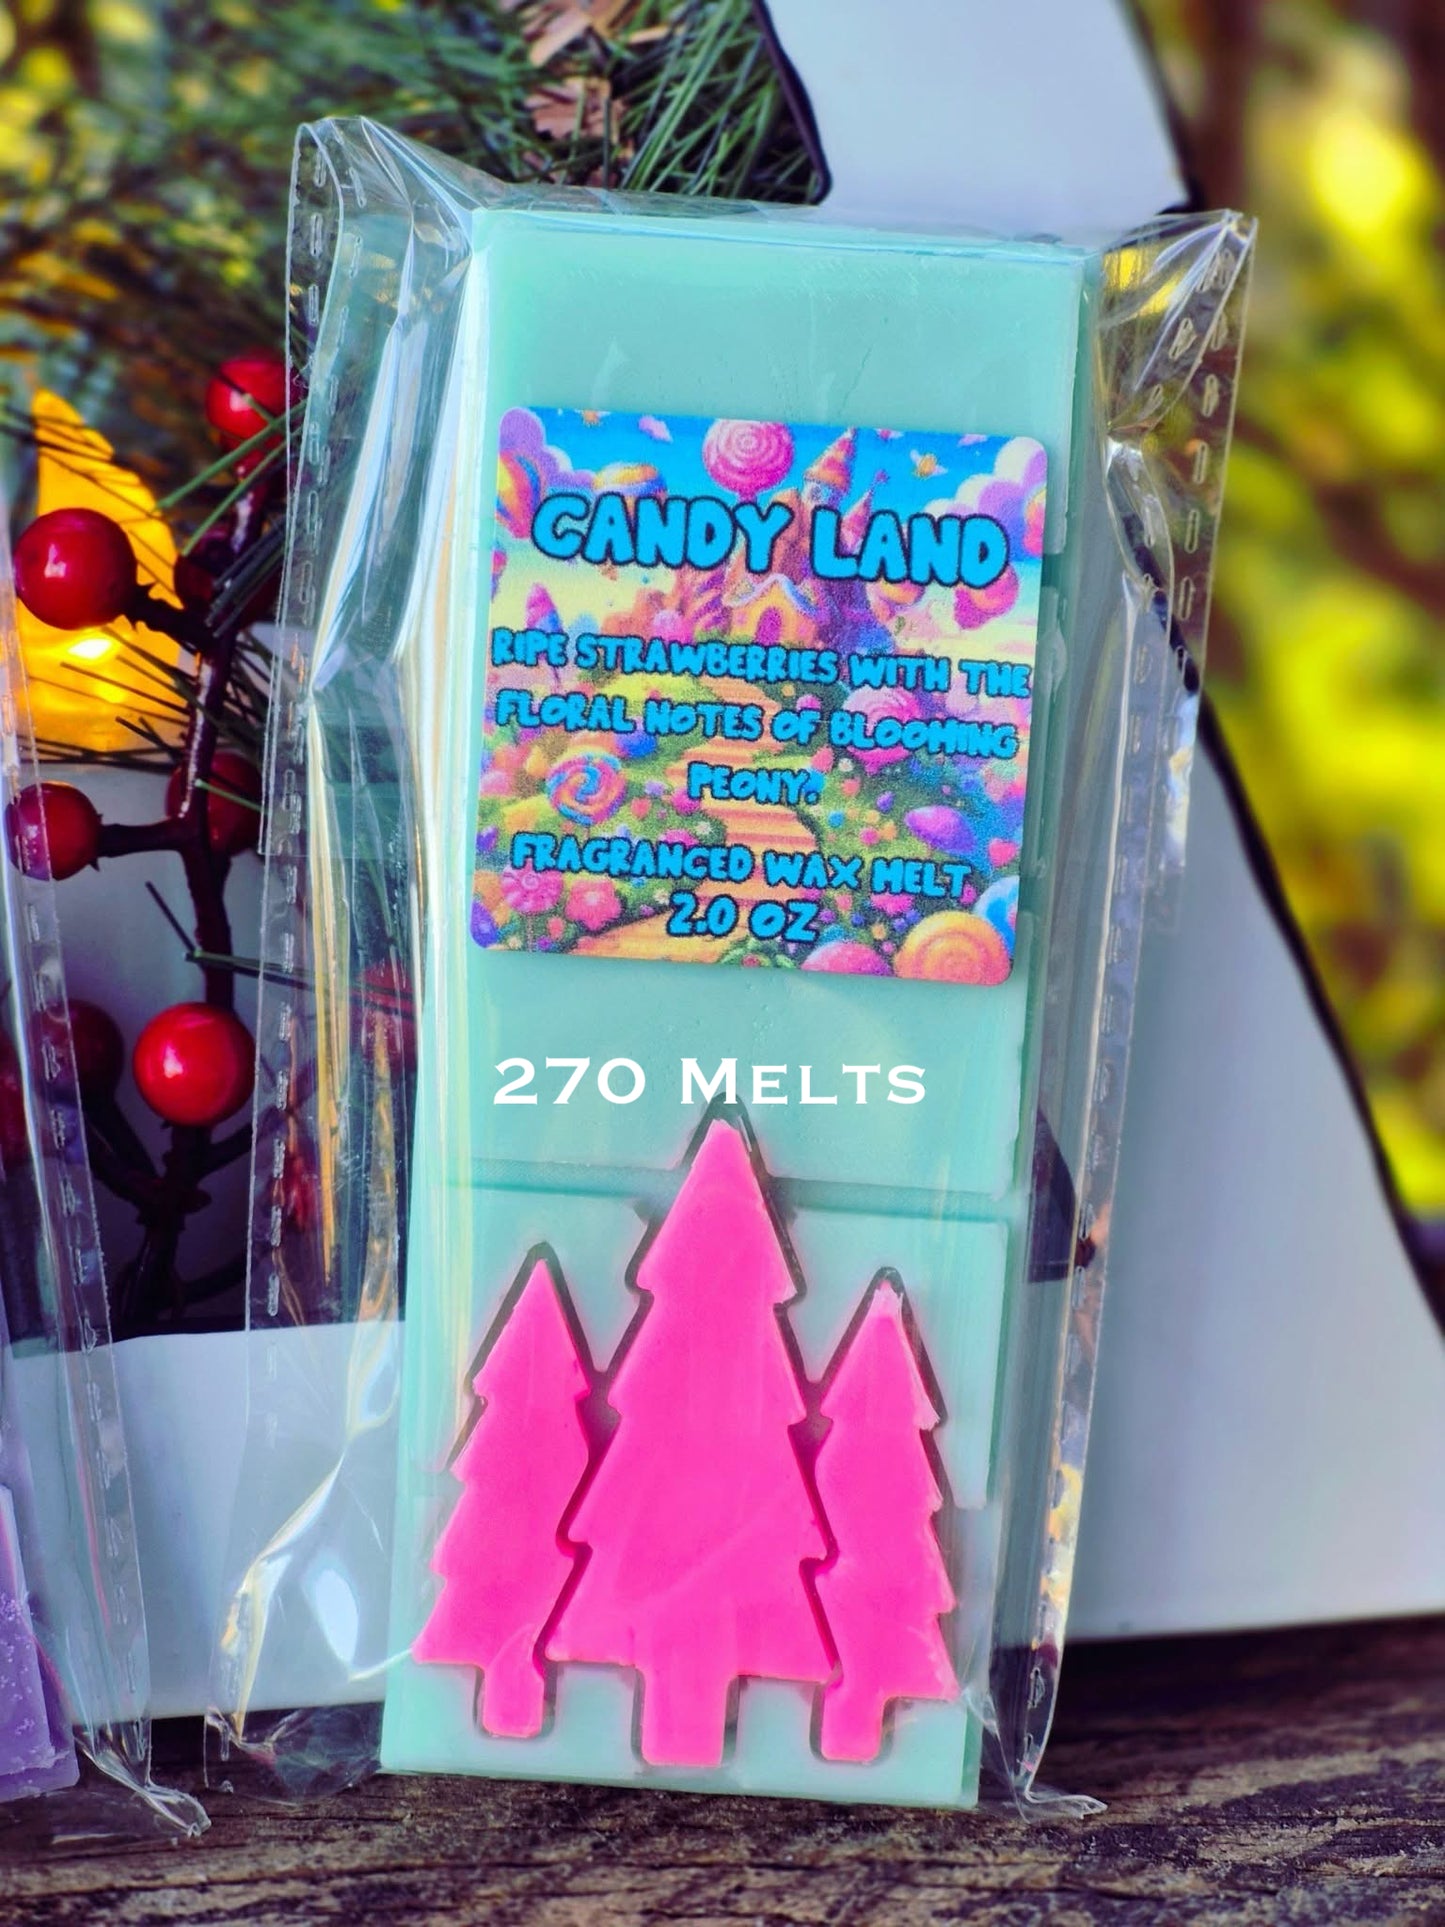 CANDY LAND
RIPE STRAWBERRIES WITH THE
FLORAL NOTES OF BLOOMING
PEONY.
FRAGRANCED WAX MELT
2.0 OZ
270 MELTS